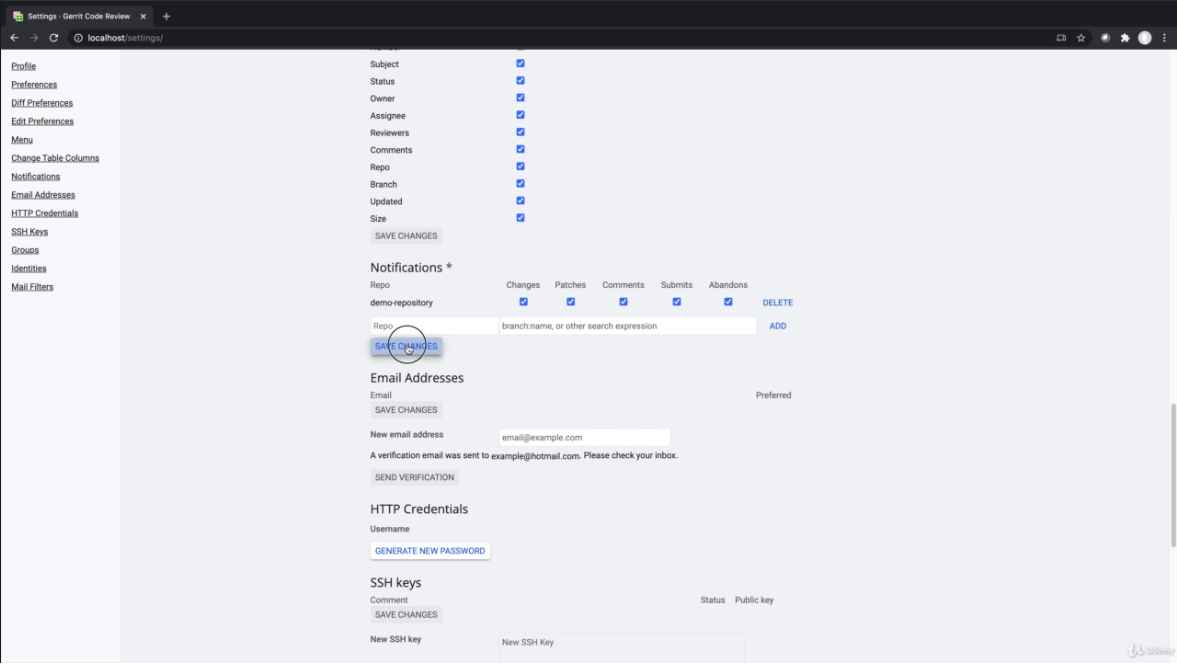 Settings · Gerrit Code Review
localhost/settings/
Profile
Preferences
Diff Preferences
Edit Preferences
Menu
Change Table Columns
Notifications
Email Addresses
HTTP Credentials
SSH Keys
Groups
Identities
Mail Filters
Number
Subject
Status
Owner
Assignee
Reviewers
Comments
Repo
Branch
Updated
Size
SAVE CHANGES
Notifications *
Repo Changes Patches Comments Submits Abandons
demo-repository DELETE
Repo branch:name, or other search expression ADD
SAVE CHANGES
Email Addresses
Email Preferred
SAVE CHANGES
New email address email@example.com
A verification email was sent to example@hotmail.com. Please check your inbox.
SEND VERIFICATION
HTTP Credentials
Username
GENERATE NEW PASSWORD
SSH keys
Comment Status Public key
SAVE CHANGES
New SSH key New SSH Key
Udemy